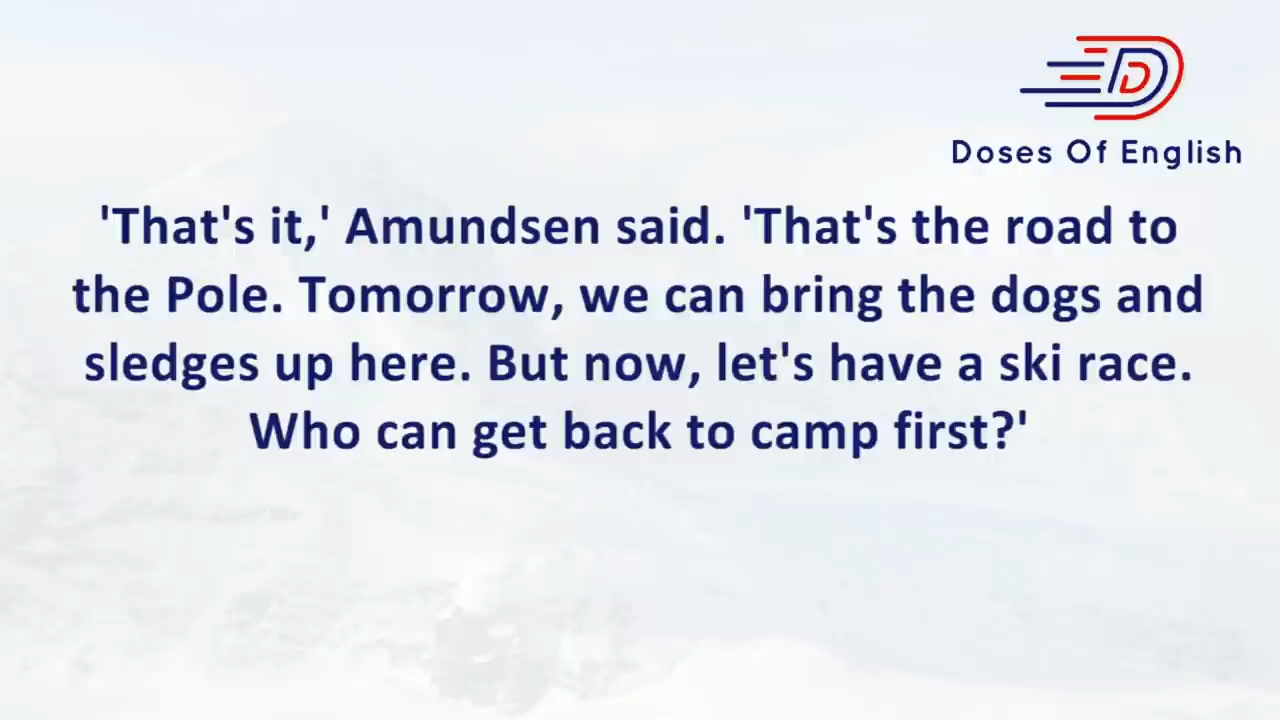 Doses Of English
'That's it,' Amundsen said. 'That's the road to
the Pole. Tomorrow, we can bring the dogs and
sledges up here. But now, let's have a ski race.
Who can get back to camp first?'